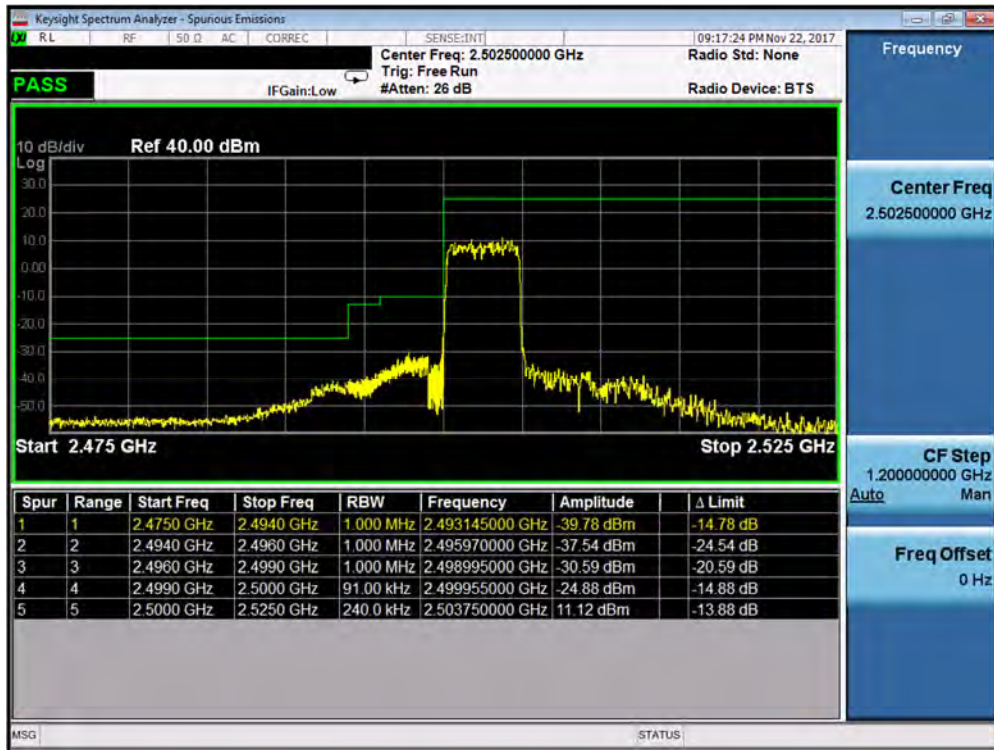 Keysight Spectrum Analyzer - Spurious Emissions
RL RF 50 Ω AC CORREC SENSE:INT 09:17:24 PM Nov 22, 2017
Center Freq: 2.502500000 GHz Radio Std: None
Trig: Free Run
PASS IFGain:Low #Atten: 26 dB Radio Device: BTS
10 dB/div Ref 40.00 dBm
Log
30.0
20.0
10.0
0.00
-10.0
-20.0
-30.0
-40.0
-50.0
Start 2.475 GHz Stop 2.525 GHz
Spur Range Start Freq Stop Freq RBW Frequency Amplitude Δ Limit
1 1 2.4750 GHz 2.4940 GHz 1.000 MHz 2.493145000 GHz -39.78 dBm -14.78 dB
2 2 2.4940 GHz 2.4960 GHz 1.000 MHz 2.495970000 GHz -37.54 dBm -24.54 dB
3 3 2.4960 GHz 2.4990 GHz 1.000 MHz 2.498995000 GHz -30.59 dBm -20.59 dB
4 4 2.4990 GHz 2.5000 GHz 91.00 kHz 2.499955000 GHz -24.88 dBm -14.88 dB
5 5 2.5000 GHz 2.5250 GHz 240.0 kHz 2.503750000 GHz 11.12 dBm -13.88 dB
MSG STATUS
Frequency
Center Freq
2.502500000 GHz
CF Step
1.200000000 GHz
Auto Man
Freq Offset
0 Hz